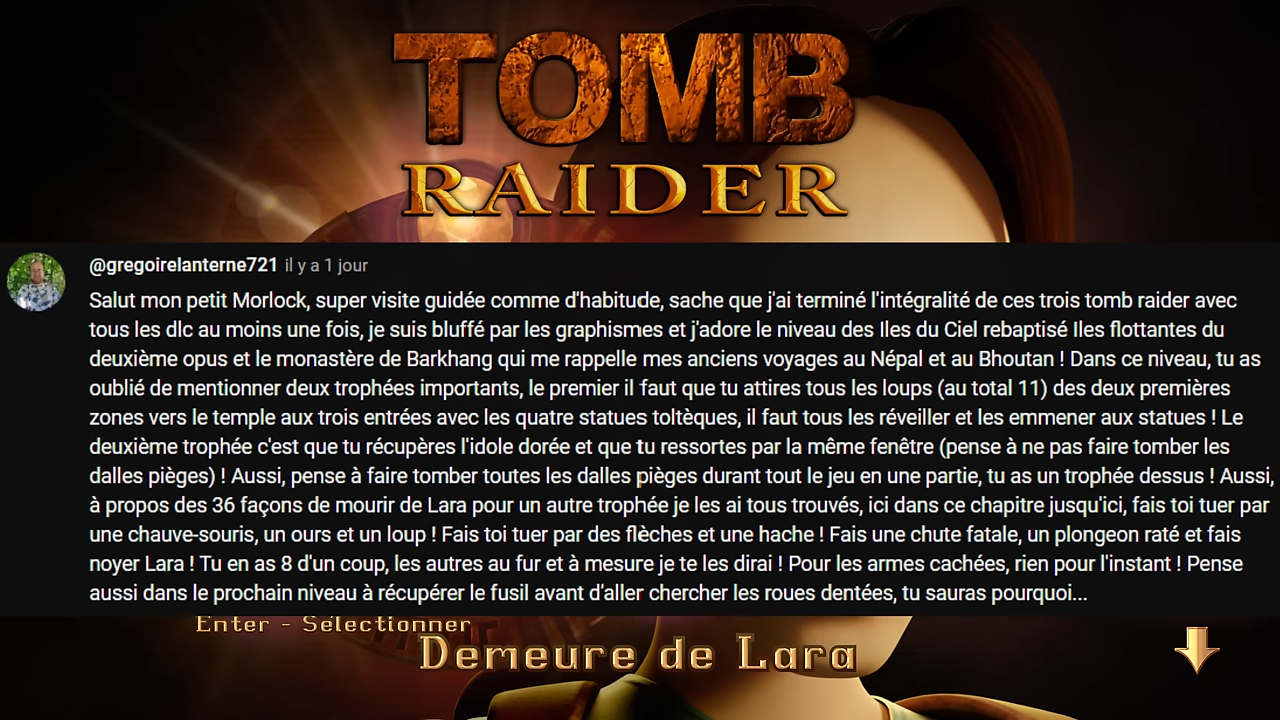 TOMB
RAIDER
@gregoirelanterne721 il y a 1 jour
Salut mon petit Morlock, super visite guidée comme d'habitude, sache que j'ai terminé l'intégralité de ces trois tomb raider avec
tous les dlc au moins une fois, je suis bluffé par les graphismes et j'adore le niveau des Iles du Ciel rebaptisé Iles flottantes du
deuxième opus et le monastère de Barkhang qui me rappelle mes anciens voyages au Népal et au Bhoutan ! Dans ce niveau, tu as
oublié de mentionner deux trophées importants, le premier il faut que tu attires tous les loups (au total 11) des deux premières
zones vers le temple aux trois entrées avec les quatre statues toltèques, il faut tous les réveiller et les emmener aux statues ! Le
deuxième trophée c'est que tu récupères l'idole dorée et que tu ressortes par la même fenêtre (pense à ne pas faire tomber les
dalles pièges) ! Aussi, pense à faire tomber toutes les dalles pièges durant tout le jeu en une partie, tu as un trophée dessus ! Aussi,
à propos des 36 façons de mourir de Lara pour un autre trophée je les ai tous trouvés, ici dans ce chapitre jusqu'ici, fais toi tuer par
une chauve-souris, un ours et un loup ! Fais toi tuer par des flèches et une hache ! Fais une chute fatale, un plongeon raté et fais
noyer Lara ! Tu en as 8 d'un coup, les autres au fur et à mesure je te les dirai ! Pour les armes cachées, rien pour l'instant ! Pense
aussi dans le prochain niveau à récupérer le fusil avant d'aller chercher les roues dentées, tu sauras pourquoi...
Enter - Sélectionner
Demeure de Lara